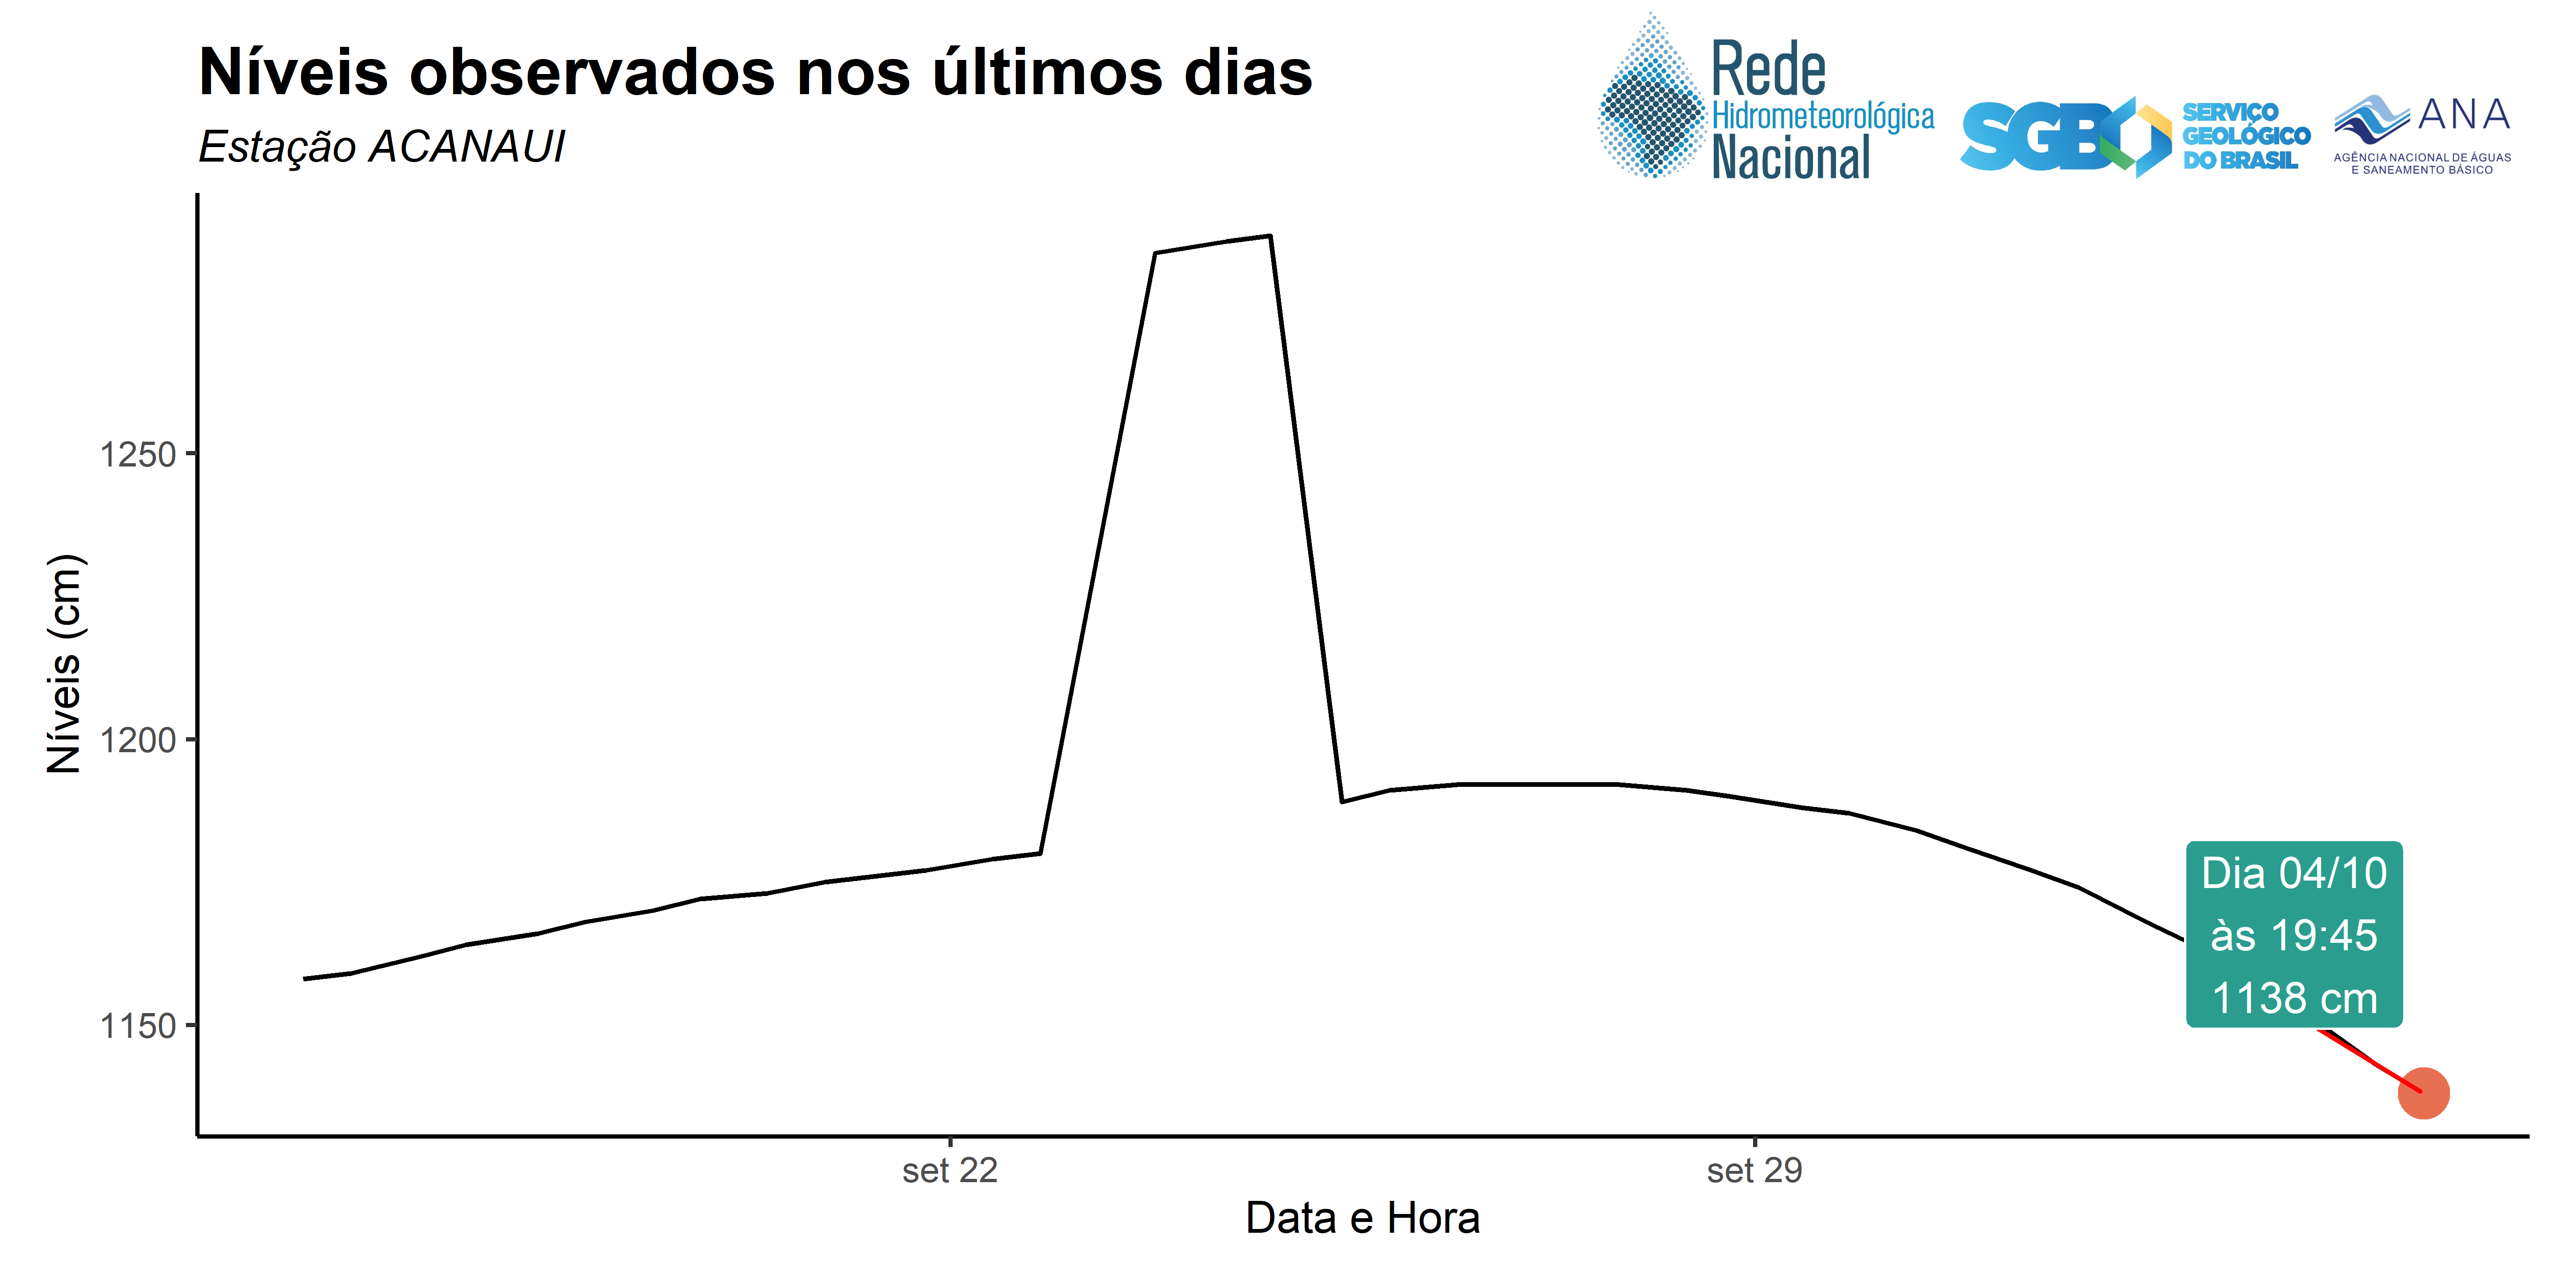 Níveis observados nos últimos dias
Estação ACANAUI
Rede
Hidrometeorológica
Nacional
SGB
SERVIÇO
GEOLÓGICO
DO BRASIL
ANA
AGÊNCIA NACIONAL DE ÁGUAS
E SANEAMENTO BÁSICO
Níveis (cm)
1250
1200
1150
Dia 04/10
às 19:45
1138 cm
set 22
set 29
Data e Hora